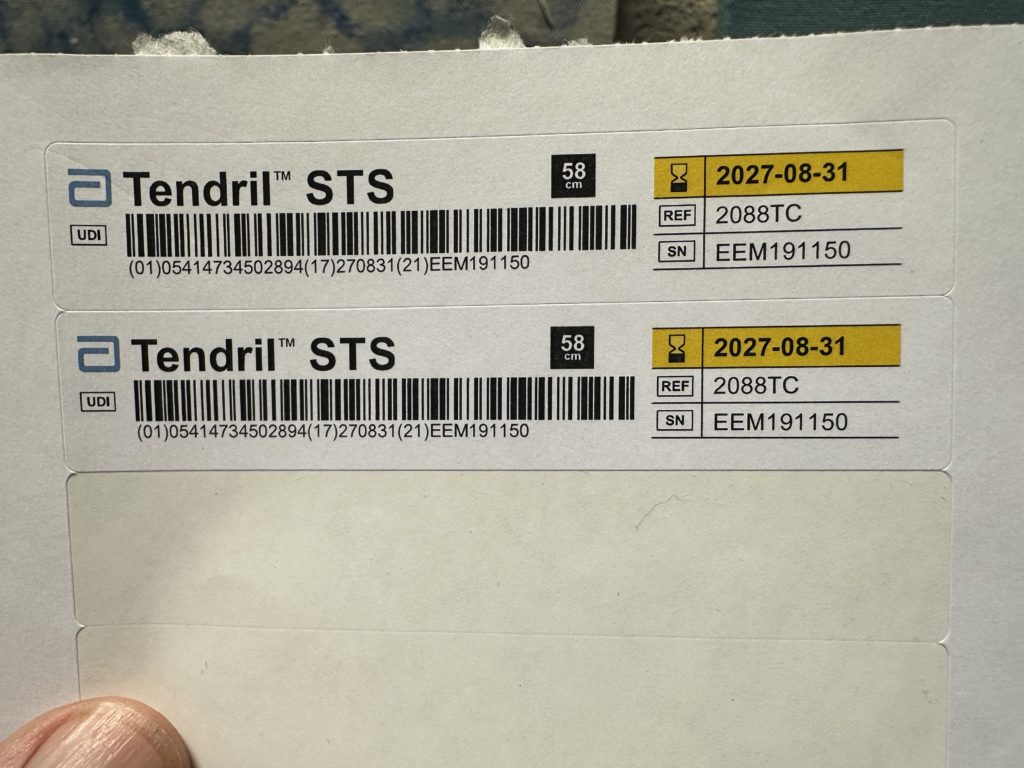 Tendril™ STS
58
cm
2027-08-31
UDI
REF 2088TC
(01)05414734502894(17)270831(21)EEM191150
SN EEM191150
Tendril™ STS
58
cm
2027-08-31
UDI
REF 2088TC
(01)05414734502894(17)270831(21)EEM191150
SN EEM191150